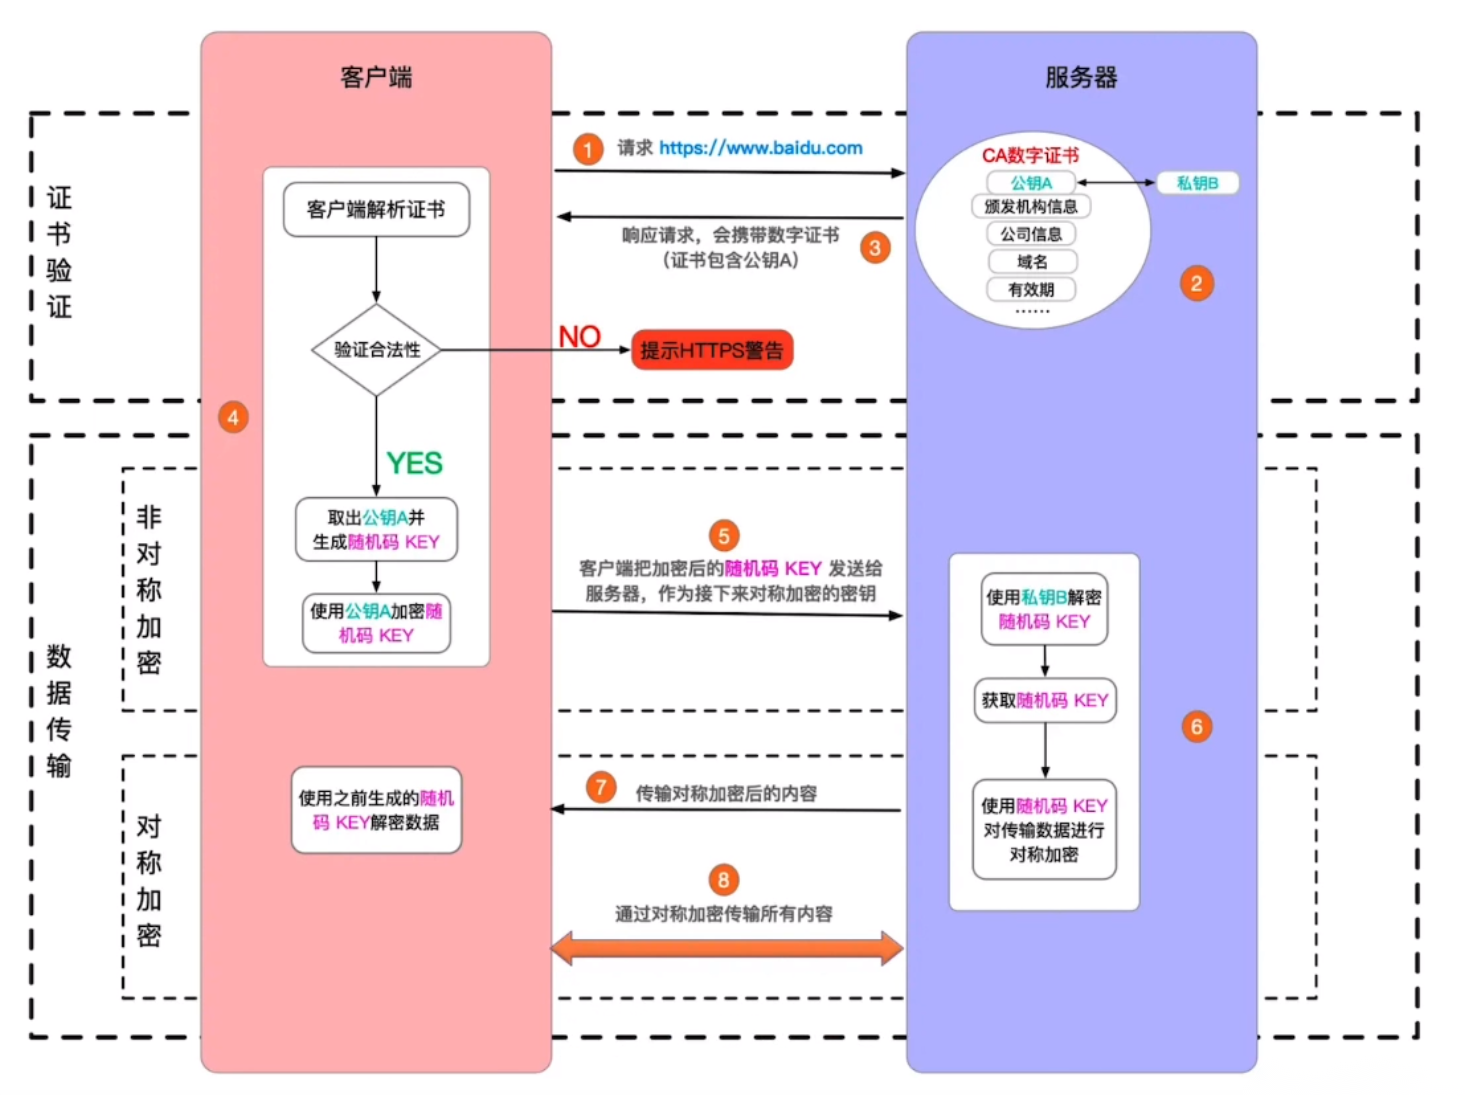 客户端
服务器
证书验证
① 请求 https://www.baidu.com
CA数字证书
公钥A
私钥B
颁发机构信息
公司信息
域名
有效期
......
2
响应请求，会携带数字证书
（证书包含公钥A）
3
客户端解析证书
验证合法性
NO
提示HTTPS警告
4
YES
数据传输
非对称加密
取出公钥A并
生成随机码 KEY
使用公钥A加密随
机码 KEY
5
客户端把加密后的随机码 KEY 发送给
服务器，作为接下来对称加密的密钥
使用私钥B解密
随机码 KEY
获取随机码 KEY
使用随机码 KEY
对传输数据进行
对称加密
6
对称加密
7 传输对称加密后的内容
使用之前生成的随机
码 KEY解密数据
8
通过对称加密传输所有内容